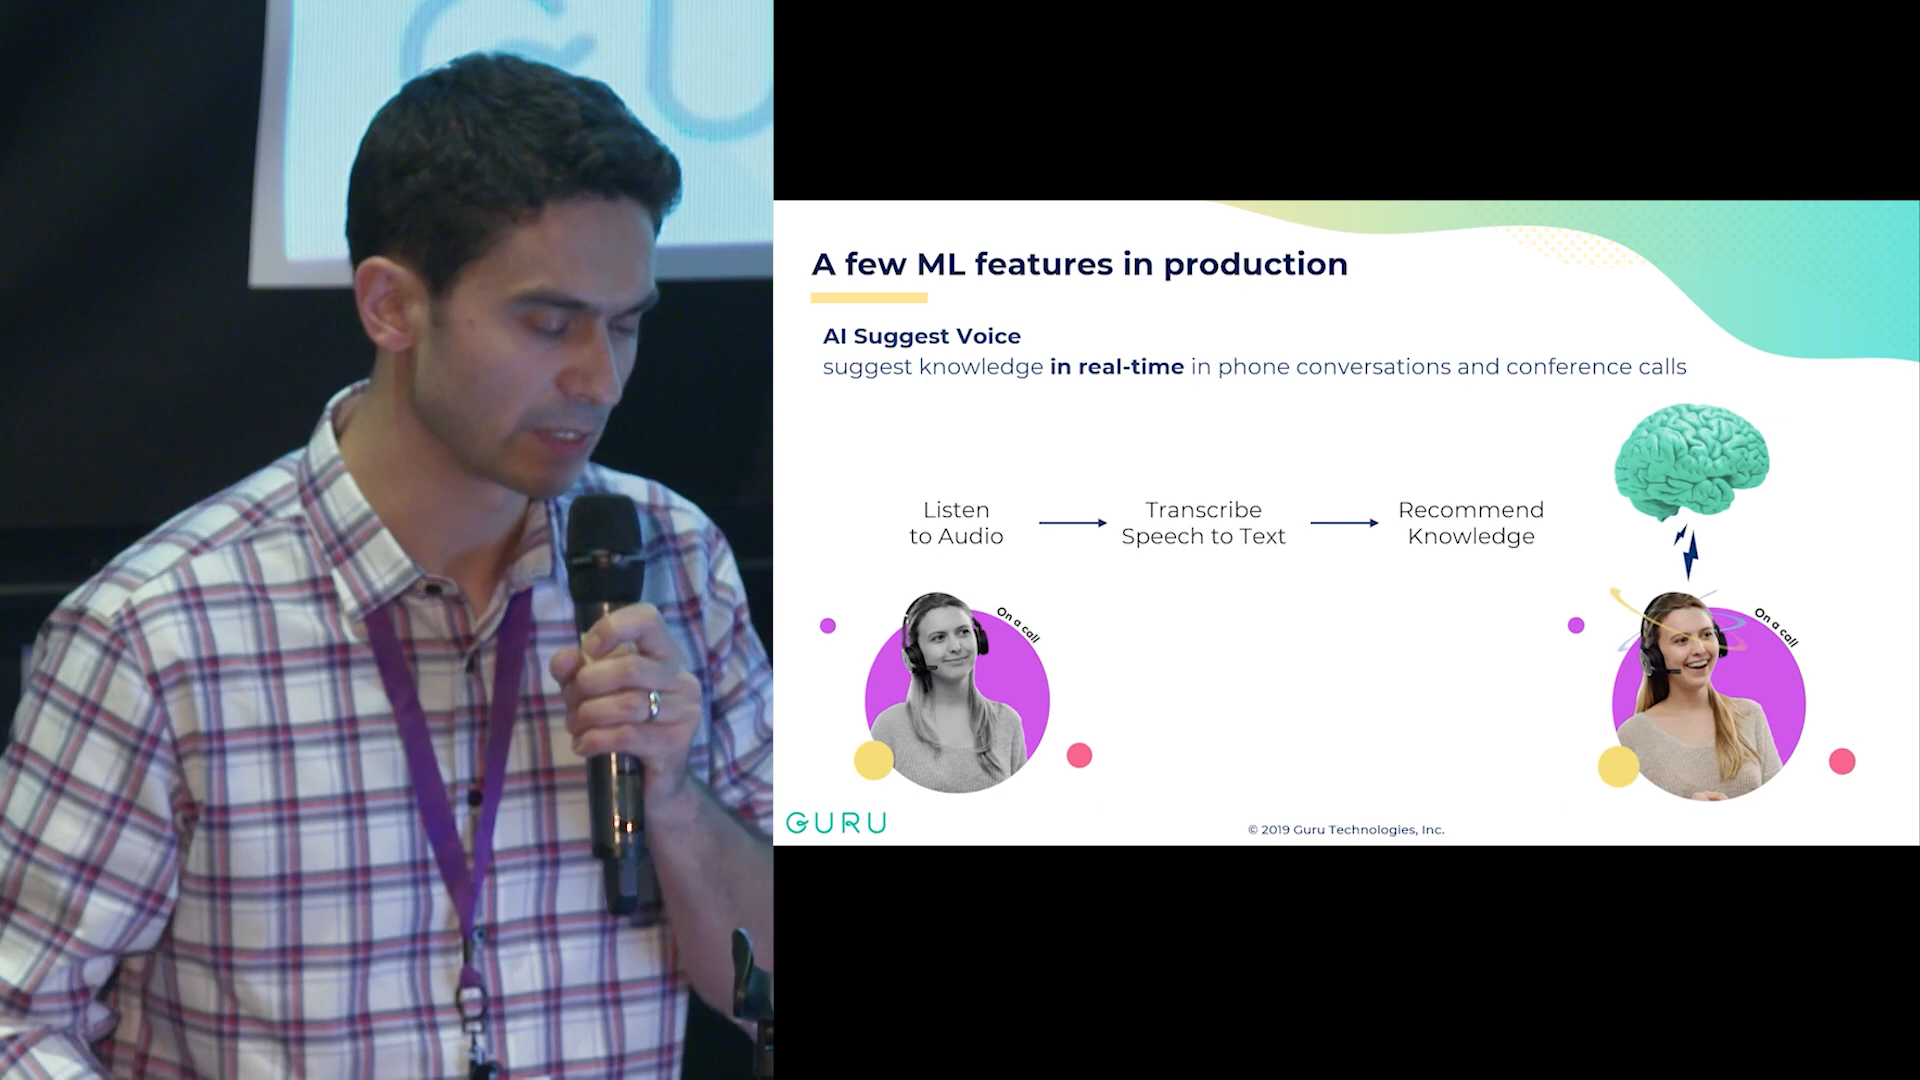 GU
A few ML features in production
AI Suggest Voice
suggest knowledge in real-time in phone conversations and conference calls
Listen
to Audio
Transcribe
Speech to Text
Recommend
Knowledge
On a call
On a call
GURU
© 2019 Guru Technologies, Inc.